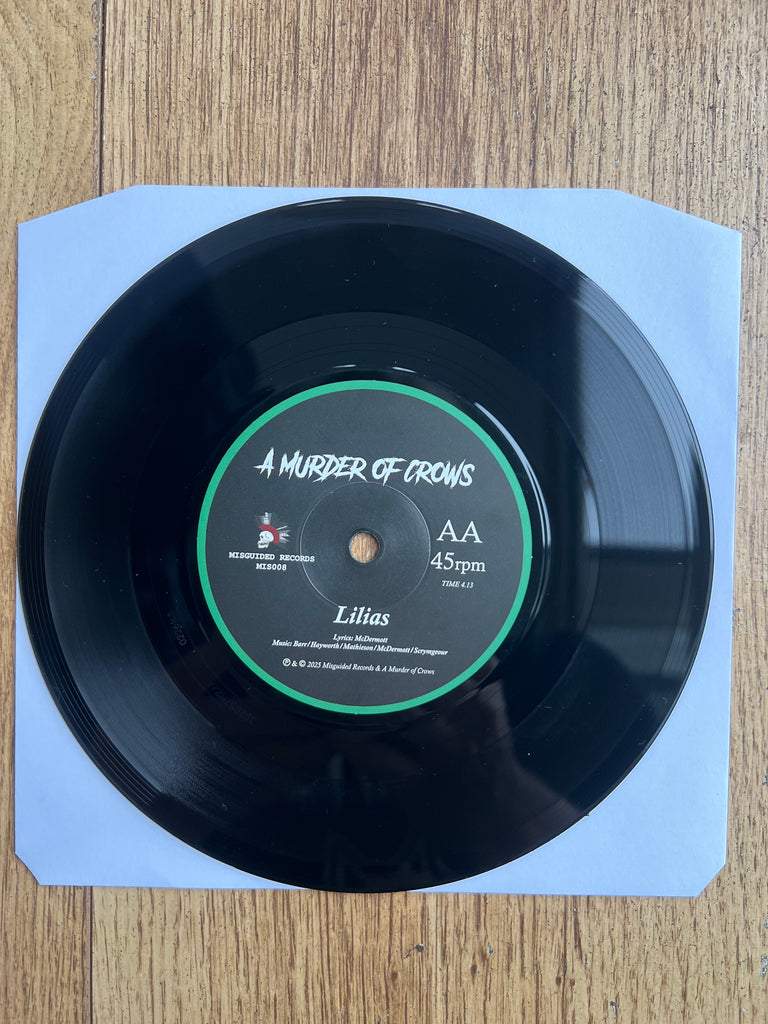 A MURDER OF CROWS
AA
MISGUIDED RECORDS
MIS008
45rpm
TIME 4.13
Lilias
Lyrics: McDermott
Music: Barr / Hayworth / Mathieson / McDermott / Scrymgeour
℗ & © 2025 Misguided Records & A Murder of Crows